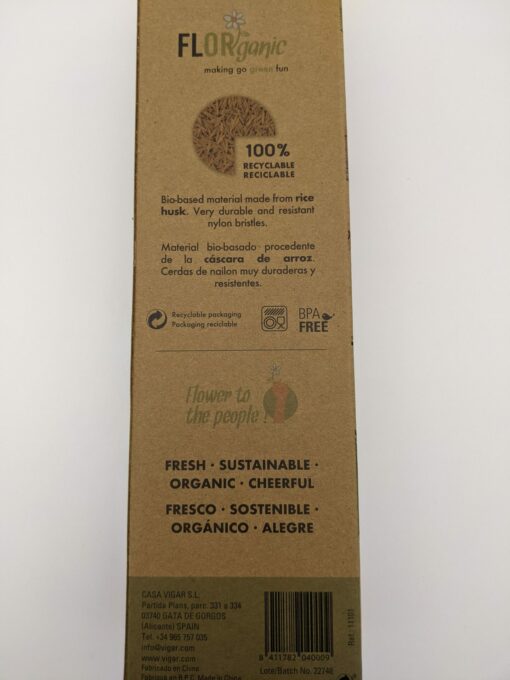 FLORganic
making go green fun
100%
RECYCLABLE
RECICLABLE
Bio-based material made from rice
husk. Very durable and resistant
nylon bristles.
Material bio-basado procedente
de la cáscara de arroz.
Cerdas de nailon muy duraderas y
resistentes.
Recyclable packaging
Packaging reciclable
BPA
FREE
Flower to
the people!
FRESH · SUSTAINABLE ·
ORGANIC · CHEERFUL
FRESCO · SOSTENIBLE ·
ORGÁNICO · ALEGRE
CASA VIGAR S.L.
Partida Plans, parc. 331 a 334
03740 GATA DE GORGOS
(Alicante) SPAIN
Tel. +34 965 757 035
info@vigar.com
www.vigar.com
Fabricado en China
Fabriqué en R.P.C. Made in China
8 411782 040009
Lote/Batch No. 22748